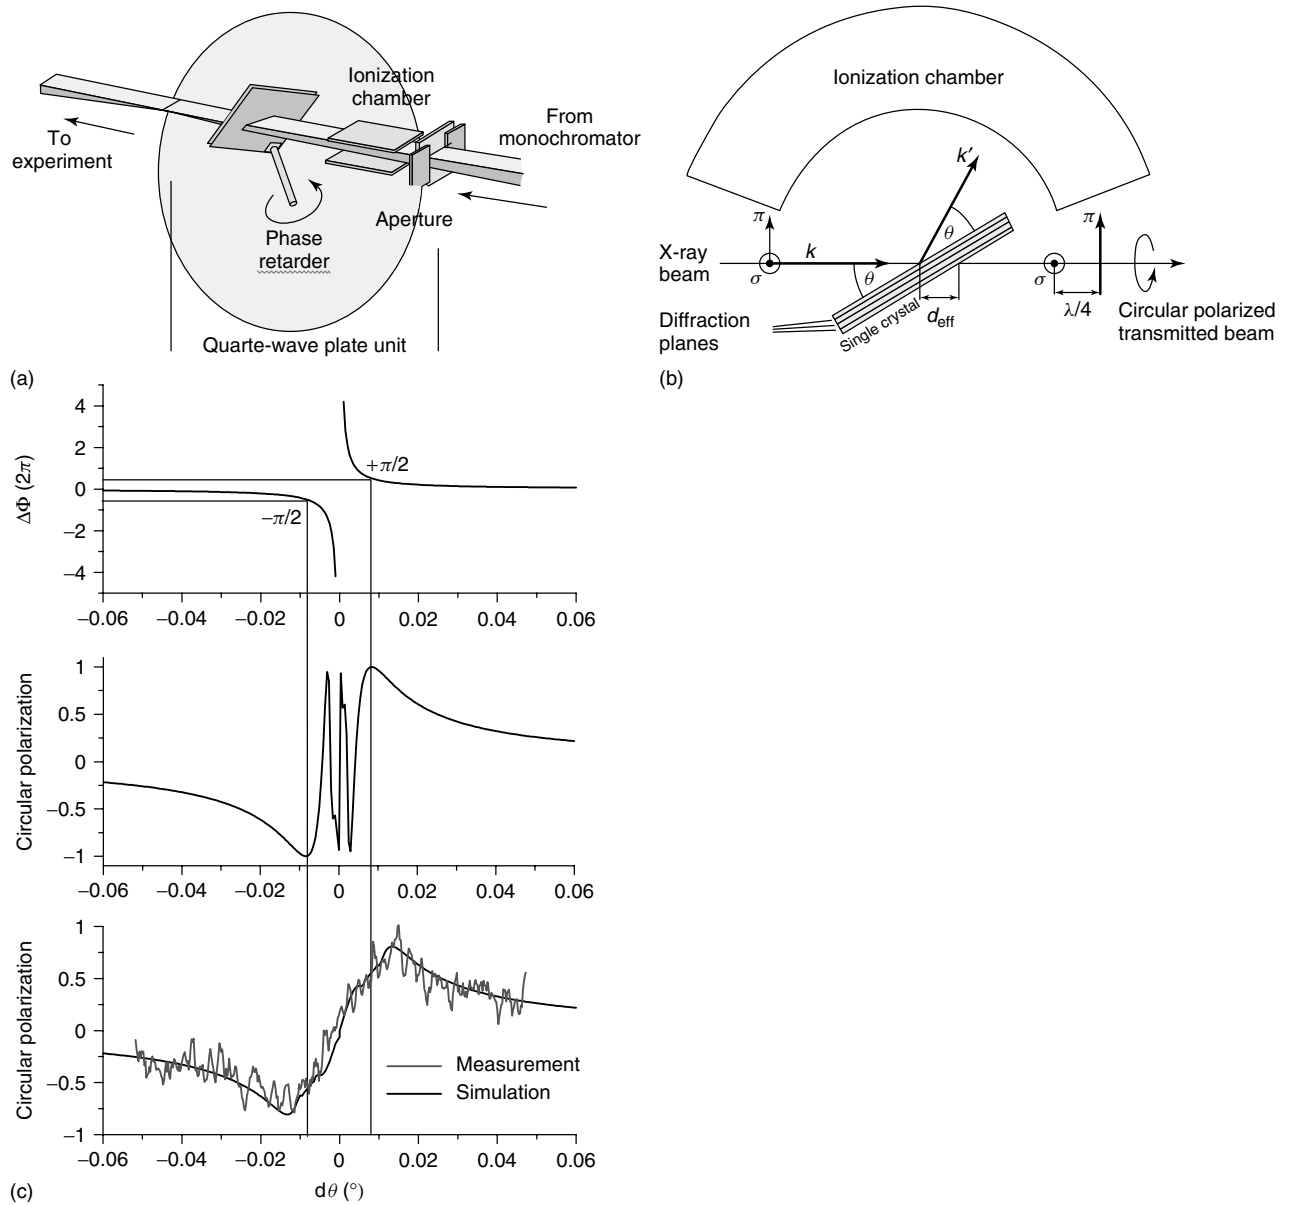 Ionization
chamber
From
monochromator
To
experiment
Aperture
Phase
retarder
Quarte-wave plate unit
(a)
Ionization chamber
k′
π
π
θ
X-ray
beam
k
σ
θ
σ
λ/4
d_eff
Single crystal
Circular polarized
transmitted beam
Diffraction
planes
(b)
4
2
0
−2
−4
ΔΦ (2π)
+π/2
−π/2
−0.06 −0.04 −0.02 0 0.02 0.04 0.06
1
0.5
0
−0.5
−1
Circular polarization
−0.06 −0.04 −0.02 0 0.02 0.04 0.06
1
0.5
0
−0.5
−1
Circular polarization
Measurement
Simulation
−0.06 −0.04 −0.02 0 0.02 0.04 0.06
dθ (°)
(c)